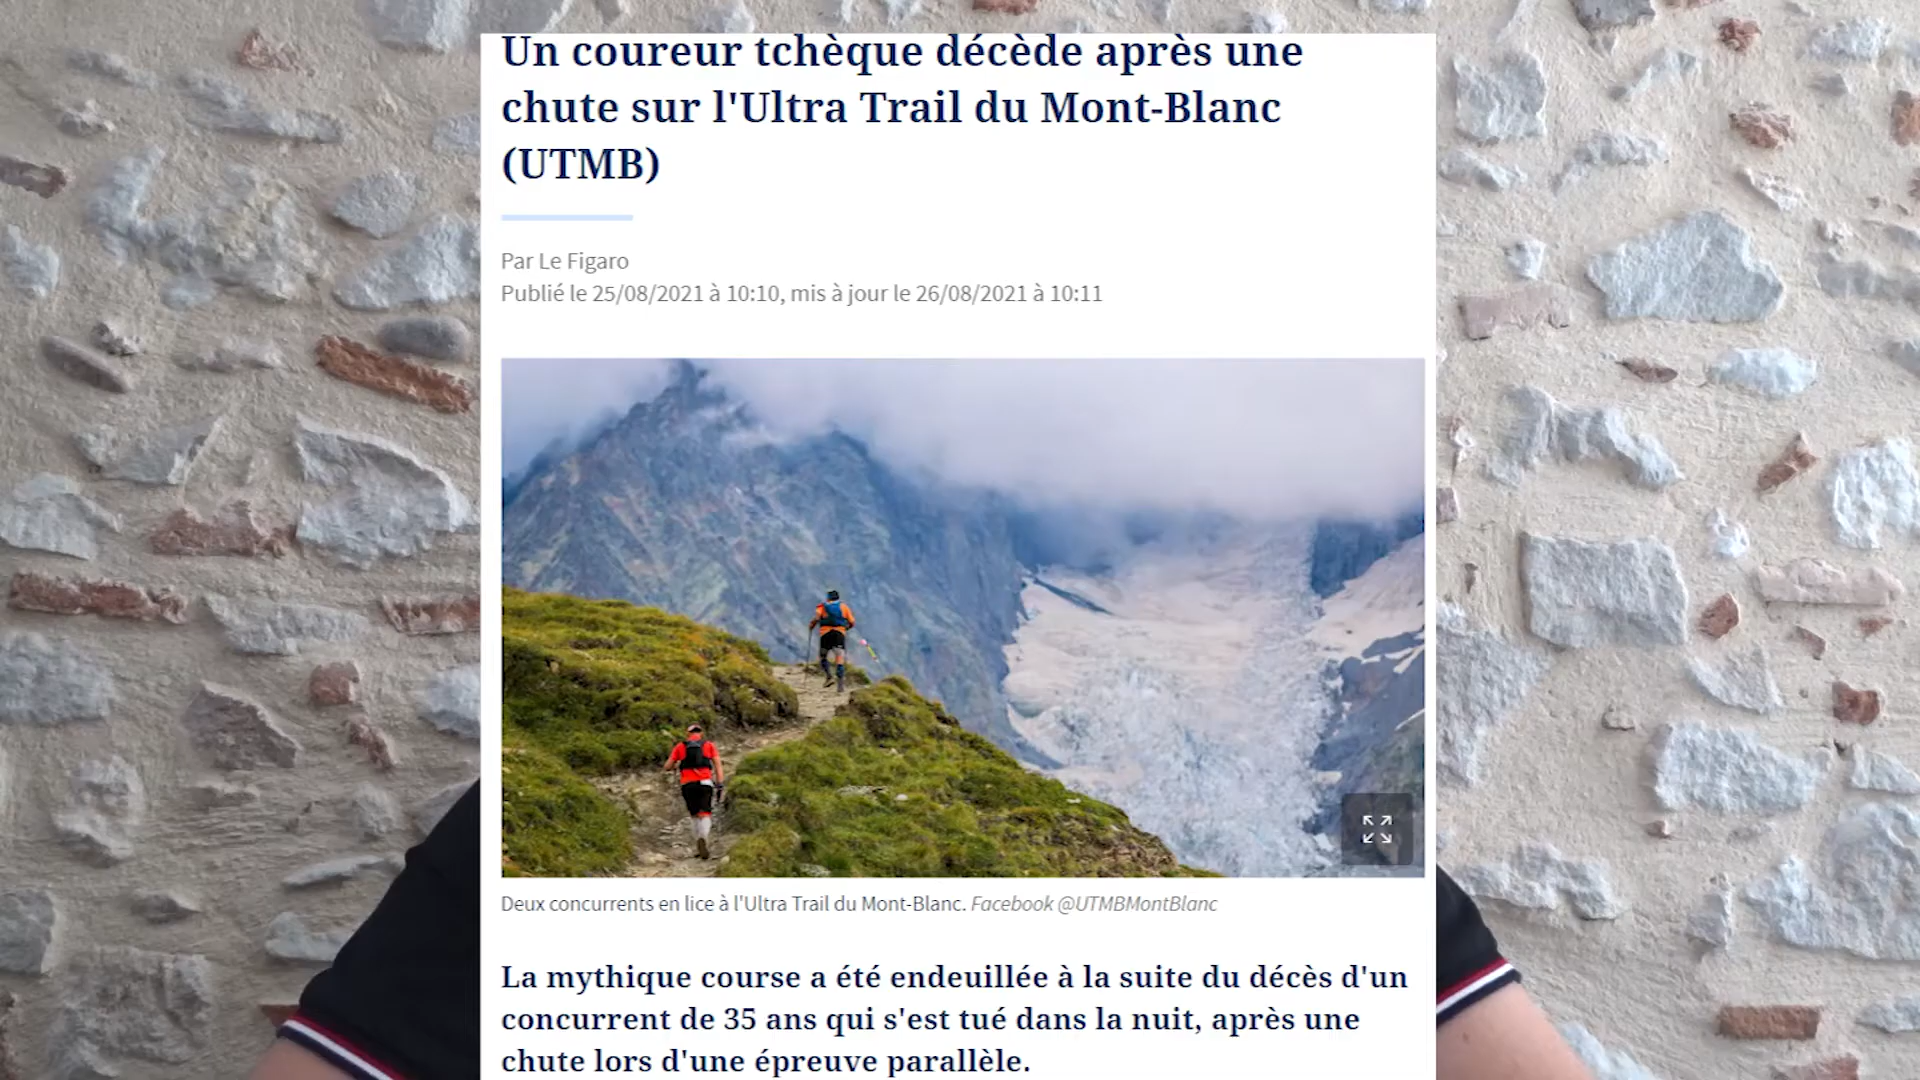 Un coureur tchèque décède après une
chute sur l'Ultra Trail du Mont-Blanc
(UTMB)
Par Le Figaro
Publié le 25/08/2021 à 10:10, mis à jour le 26/08/2021 à 10:11
Deux concurrents en lice à l'Ultra Trail du Mont-Blanc. Facebook @UTMBMontBlanc
La mythique course a été endeuillée à la suite du décès d'un
concurrent de 35 ans qui s'est tué dans la nuit, après une
chute lors d'une épreuve parallèle.